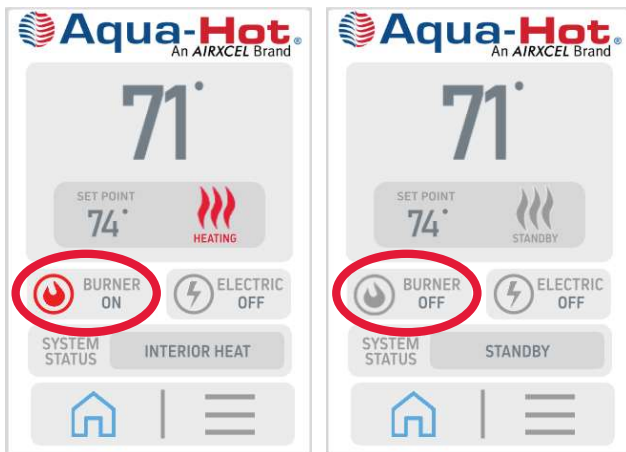 Aqua-Hot.
An AIRXCEL Brand
71°
SET POINT
74°
HEATING
BURNER
ON
ELECTRIC
OFF
SYSTEM
STATUS
INTERIOR HEAT
Aqua-Hot.
An AIRXCEL Brand
71°
SET POINT
74°
STANDBY
BURNER
OFF
ELECTRIC
OFF
SYSTEM
STATUS
STANDBY